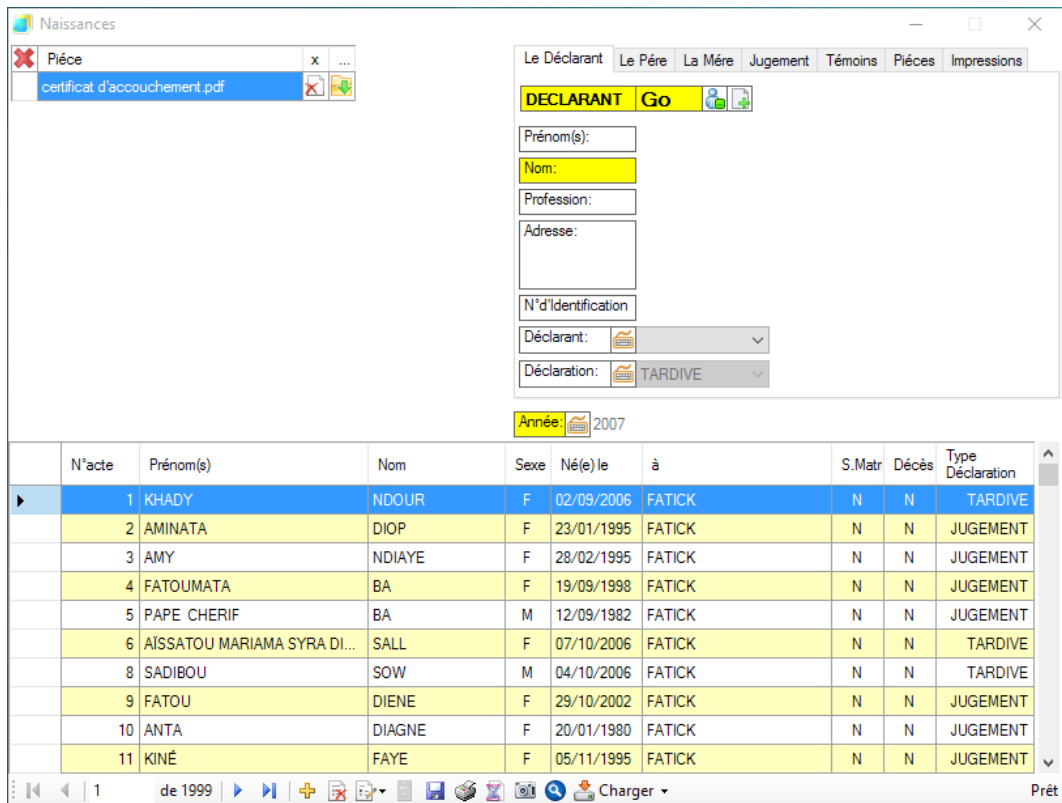 Naissances
Piéce x ...
certificat d'accouchement.pdf
Le Déclarant Le Pére La Mére Jugement Témoins Piéces Impressions
DECLARANT Go
Prénom(s):
Nom:
Profession:
Adresse:
N°d'Identification
Déclarant:
Déclaration: TARDIVE
Année: 2007
N°acte Prénom(s) Nom Sexe Né(e) le à S.Matr Décès Type Déclaration
1 KHADY NDOUR F 02/09/2006 FATICK N N TARDIVE
2 AMINATA DIOP F 23/01/1995 FATICK N N JUGEMENT
3 AMY NDIAYE F 28/02/1995 FATICK N N JUGEMENT
4 FATOUMATA BA F 19/09/1998 FATICK N N JUGEMENT
5 PAPE CHERIF BA M 12/09/1982 FATICK N N JUGEMENT
6 AÏSSATOU MARIAMA SYRA DI... SALL F 07/10/2006 FATICK N N TARDIVE
8 SADIBOU SOW M 04/10/2006 FATICK N N TARDIVE
9 FATOU DIENE F 29/10/2002 FATICK N N JUGEMENT
10 ANTA DIAGNE F 20/01/1980 FATICK N N JUGEMENT
11 KINÉ FAYE F 05/11/1995 FATICK N N JUGEMENT
1 de 1999 Charger Prêt